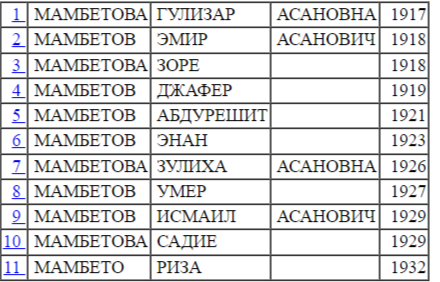 1 МАМБЕТОВА ГУЛИЗАР АСАНОВНА 1917
2 МАМБЕТОВ ЭМИР АСАНОВИЧ 1918
3 МАМБЕТОВА ЗОРЕ 1918
4 МАМБЕТОВ ДЖАФЕР 1919
5 МАМБЕТОВ АБДУРЕШИТ 1921
6 МАМБЕТОВ ЭНАН 1923
7 МАМБЕТОВА ЗУЛИХА АСАНОВНА 1926
8 МАМБЕТОВ УМЕР 1927
9 МАМБЕТОВ ИСМАИЛ АСАНОВИЧ 1929
10 МАМБЕТОВА САДИЕ 1929
11 МАМБЕТО РИЗА 1932